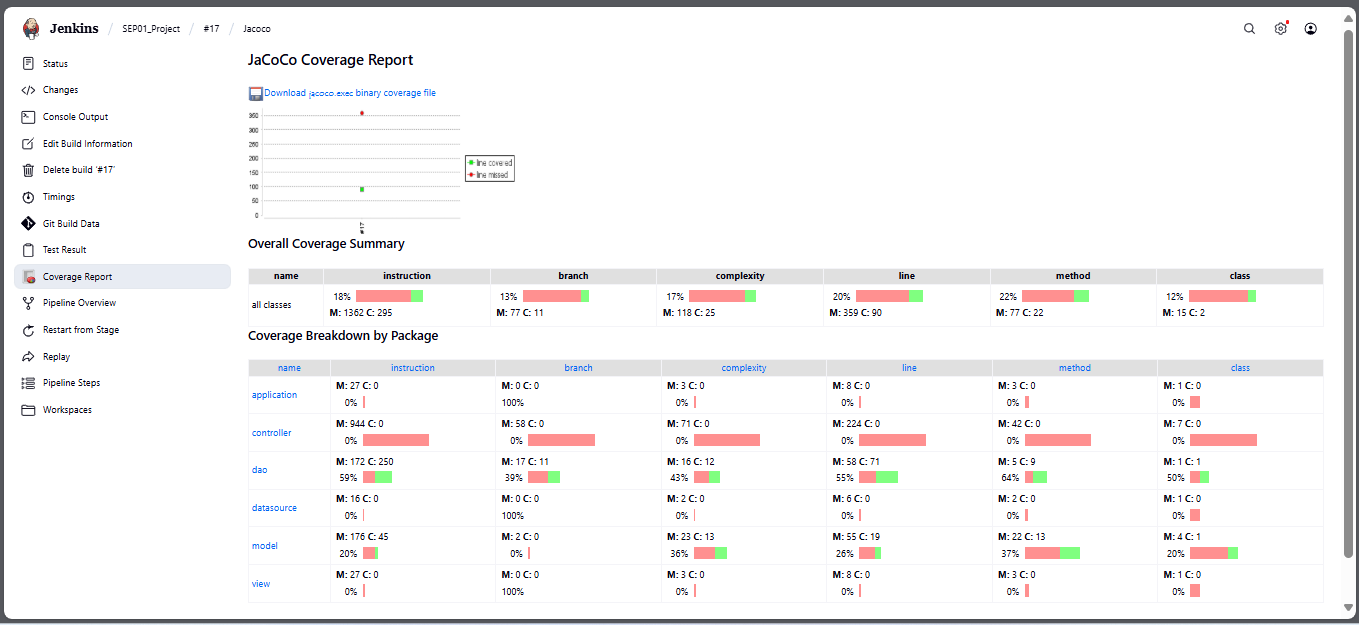 Jenkins / SEP01_Project / #17 / Jacoco
Status
Changes
Console Output
Edit Build Information
Delete build '#17'
Timings
Git Build Data
Test Result
Coverage Report
Pipeline Overview
Restart from Stage
Replay
Pipeline Steps
Workspaces
JaCoCo Coverage Report
Download jacoco.exec binary coverage file
350
300
250
200
150
100
50
0
line covered
line missed
#17
Overall Coverage Summary
name instruction branch complexity line method class
all classes
18% 13% 17% 20% 22% 12%
M: 1362 C: 295 M: 77 C: 11 M: 118 C: 25 M: 359 C: 90 M: 77 C: 22 M: 15 C: 2
Coverage Breakdown by Package
name instruction branch complexity line method class
application
M: 27 C: 0 M: 0 C: 0 M: 3 C: 0 M: 8 C: 0 M: 3 C: 0 M: 1 C: 0
0% 100% 0% 0% 0% 0%
controller
M: 944 C: 0 M: 58 C: 0 M: 71 C: 0 M: 224 C: 0 M: 42 C: 0 M: 7 C: 0
0% 0% 0% 0% 0% 0%
dao
M: 172 C: 250 M: 17 C: 11 M: 16 C: 12 M: 58 C: 71 M: 5 C: 9 M: 1 C: 1
59% 39% 43% 55% 64% 50%
datasource
M: 16 C: 0 M: 0 C: 0 M: 2 C: 0 M: 6 C: 0 M: 2 C: 0 M: 1 C: 0
0% 100% 0% 0% 0% 0%
model
M: 176 C: 45 M: 2 C: 0 M: 23 C: 13 M: 55 C: 19 M: 22 C: 13 M: 4 C: 1
20% 0% 36% 26% 37% 20%
view
M: 27 C: 0 M: 0 C: 0 M: 3 C: 0 M: 8 C: 0 M: 3 C: 0 M: 1 C: 0
0% 100% 0% 0% 0% 0%